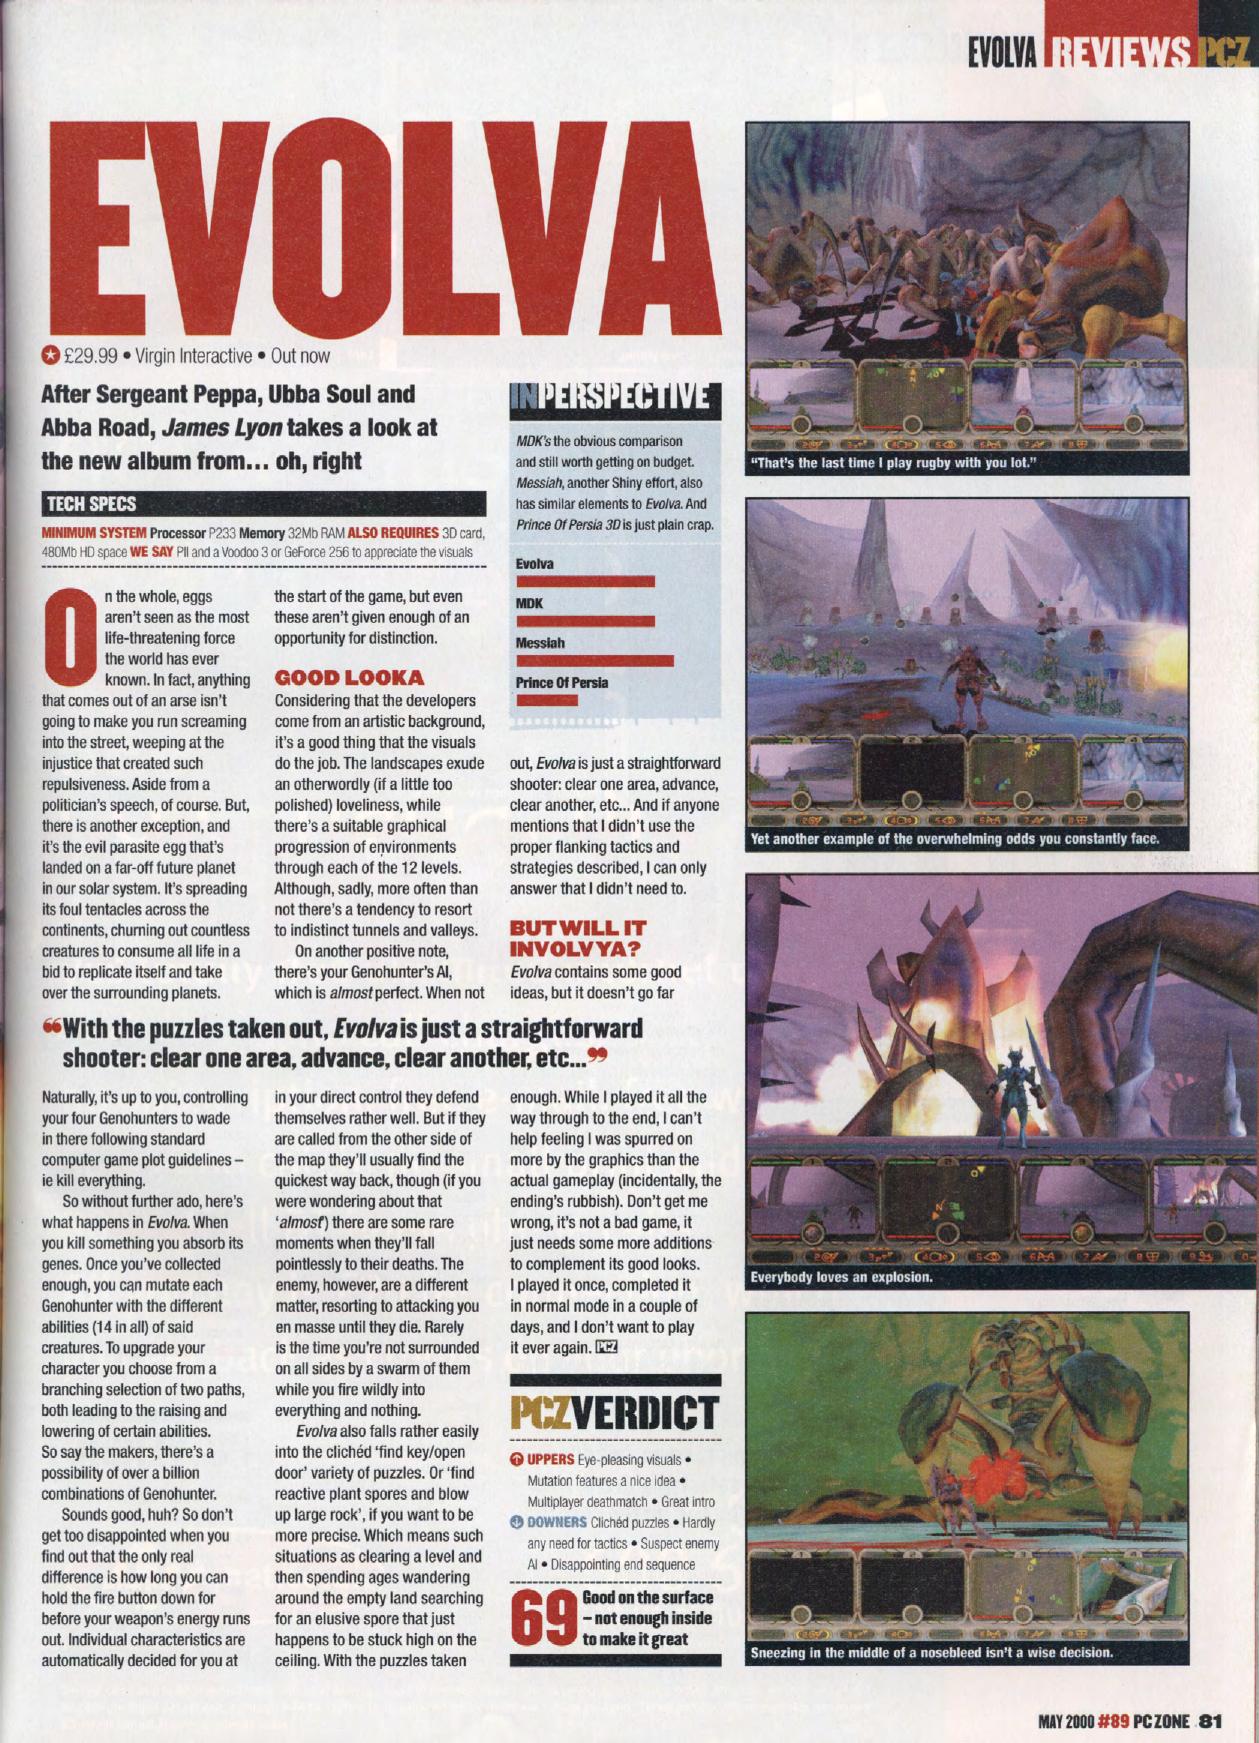 EVOLVA REVIEWS PCZ
EVOLVA
£29.99 • Virgin Interactive • Out now
After Sergeant Peppa, Ubba Soul and
Abba Road, James Lyon takes a look at
the new album from... oh, right
TECH SPECS
MINIMUM SYSTEM Processor P233 Memory 32Mb RAM ALSO REQUIRES 3D card,
480Mb HD space WE SAY PII and a Voodoo 3 or GeForce 256 to appreciate the visuals
On the whole, eggs
aren't seen as the most
life-threatening force
the world has ever
known. In fact, anything
that comes out of an arse isn't
going to make you run screaming
into the street, weeping at the
injustice that created such
repulsiveness. Aside from a
politician's speech, of course. But,
there is another exception, and
it's the evil parasite egg that's
landed on a far-off future planet
in our solar system. It's spreading
its foul tentacles across the
continents, churning out countless
creatures to consume all life in a
bid to replicate itself and take
over the surrounding planets.
Naturally, it's up to you, controlling
your four Genohunters to wade
in there following standard
computer game plot guidelines –
ie kill everything.
So without further ado, here's
what happens in Evolva. When
you kill something you absorb its
genes. Once you've collected
enough, you can mutate each
Genohunter with the different
abilities (14 in all) of said
creatures. To upgrade your
character you choose from a
branching selection of two paths,
both leading to the raising and
lowering of certain abilities.
So say the makers, there's a
possibility of over a billion
combinations of Genohunter.
Sounds good, huh? So don't
get too disappointed when you
find out that the only real
difference is how long you can
hold the fire button down for
before your weapon's energy runs
out. Individual characteristics are
automatically decided for you at
the start of the game, but even
these aren't given enough of an
opportunity for distinction.
GOOD LOOKA
Considering that the developers
come from an artistic background,
it's a good thing that the visuals
do the job. The landscapes exude
an otherwordly (if a little too
polished) loveliness, while
there's a suitable graphical
progression of environments
through each of the 12 levels.
Although, sadly, more often than
not there's a tendency to resort
to indistinct tunnels and valleys.
On another positive note,
there's your Genohunter's AI,
which is almost perfect. When not
in your direct control they defend
themselves rather well. But if they
are called from the other side of
the map they'll usually find the
quickest way back, though (if you
were wondering about that
'almost') there are some rare
moments when they'll fall
pointlessly to their deaths. The
enemy, however, are a different
matter, resorting to attacking you
en masse until they die. Rarely
is the time you're not surrounded
on all sides by a swarm of them
while you fire wildly into
everything and nothing.
Evolva also falls rather easily
into the clichéd 'find key/open
door' variety of puzzles. Or 'find
reactive plant spores and blow
up large rock', if you want to be
more precise. Which means such
situations as clearing a level and
then spending ages wandering
around the empty land searching
for an elusive spore that just
happens to be stuck high on the
ceiling. With the puzzles taken
out, Evolva is just a straightforward
shooter: clear one area, advance,
clear another, etc... And if anyone
mentions that I didn't use the
proper flanking tactics and
strategies described, I can only
answer that I didn't need to.
BUT WILL IT
INVOLV YA?
Evolva contains some good
ideas, but it doesn't go far
enough. While I played it all the
way through to the end, I can't
help feeling I was spurred on
more by the graphics than the
actual gameplay (incidentally, the
ending's rubbish). Don't get me
wrong, it's not a bad game, it
just needs some more additions
to complement its good looks.
I played it once, completed it
in normal mode in a couple of
days, and I don't want to play
it ever again. PCZ
“With the puzzles taken out, Evolva is just a straightforward
shooter: clear one area, advance, clear another, etc...”
INPERSPECTIVE
MDK's the obvious comparison
and still worth getting on budget.
Messiah, another Shiny effort, also
has similar elements to Evolva. And
Prince Of Persia 3D is just plain crap.
Evolva
MDK
Messiah
Prince Of Persia
PCZVERDICT
UPPERS Eye-pleasing visuals •
Mutation features a nice idea •
Multiplayer deathmatch • Great intro
DOWNERS Clichéd puzzles • Hardly
any need for tactics • Suspect enemy
AI • Disappointing end sequence
69 Good on the surface
– not enough inside
to make it great
“That's the last time I play rugby with you lot.”
Yet another example of the overwhelming odds you constantly face.
Everybody loves an explosion.
Sneezing in the middle of a nosebleed isn't a wise decision.
MAY 2000 #89 PC ZONE 81